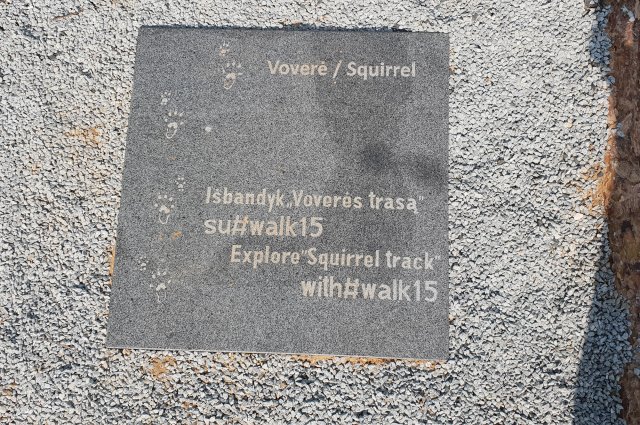 Voverė / Squirrel
Išbandyk „Voverės trasą"
su#walk15
Explore "Squirrel track"
with#walk15